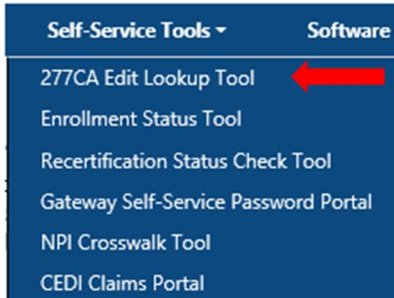 Self-Service Tools Software
277CA Edit Lookup Tool
Enrollment Status Tool
Recertification Status Check Tool
Gateway Self-Service Password Portal
NPI Crosswalk Tool
CEDI Claims Portal